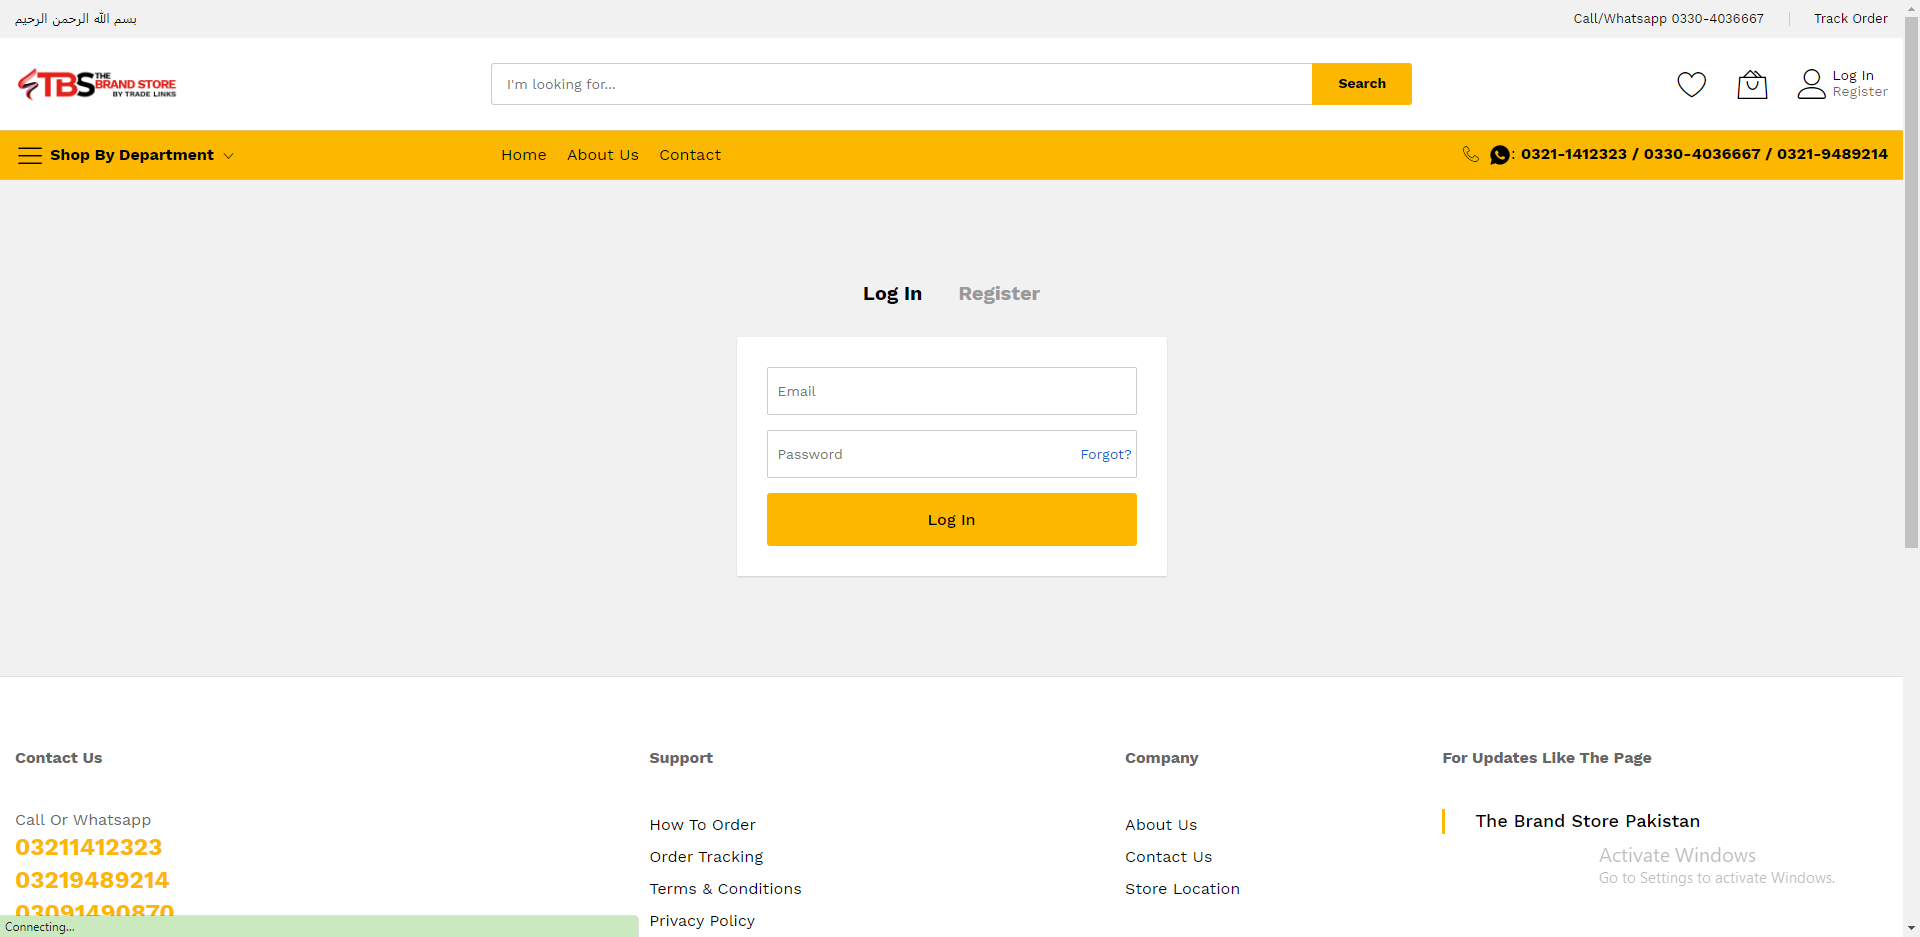 بسم الله الرحمن الرحيم
Call/Whatsapp 0330-4036667
Track Order
TBS THE BRAND STORE
BY TRADE LINKS
I'm looking for...
Search
Log In
Register
Shop By Department
Home
About Us
Contact
: 0321-1412323 / 0330-4036667 / 0321-9489214
Log In
Register
Email
Password
Forgot?
Log In
Contact Us
Call Or Whatsapp
03211412323
03219489214
03091490870
Support
How To Order
Order Tracking
Terms & Conditions
Privacy Policy
Company
About Us
Contact Us
Store Location
For Updates Like The Page
The Brand Store Pakistan
Activate Windows
Go to Settings to activate Windows.
Connecting...